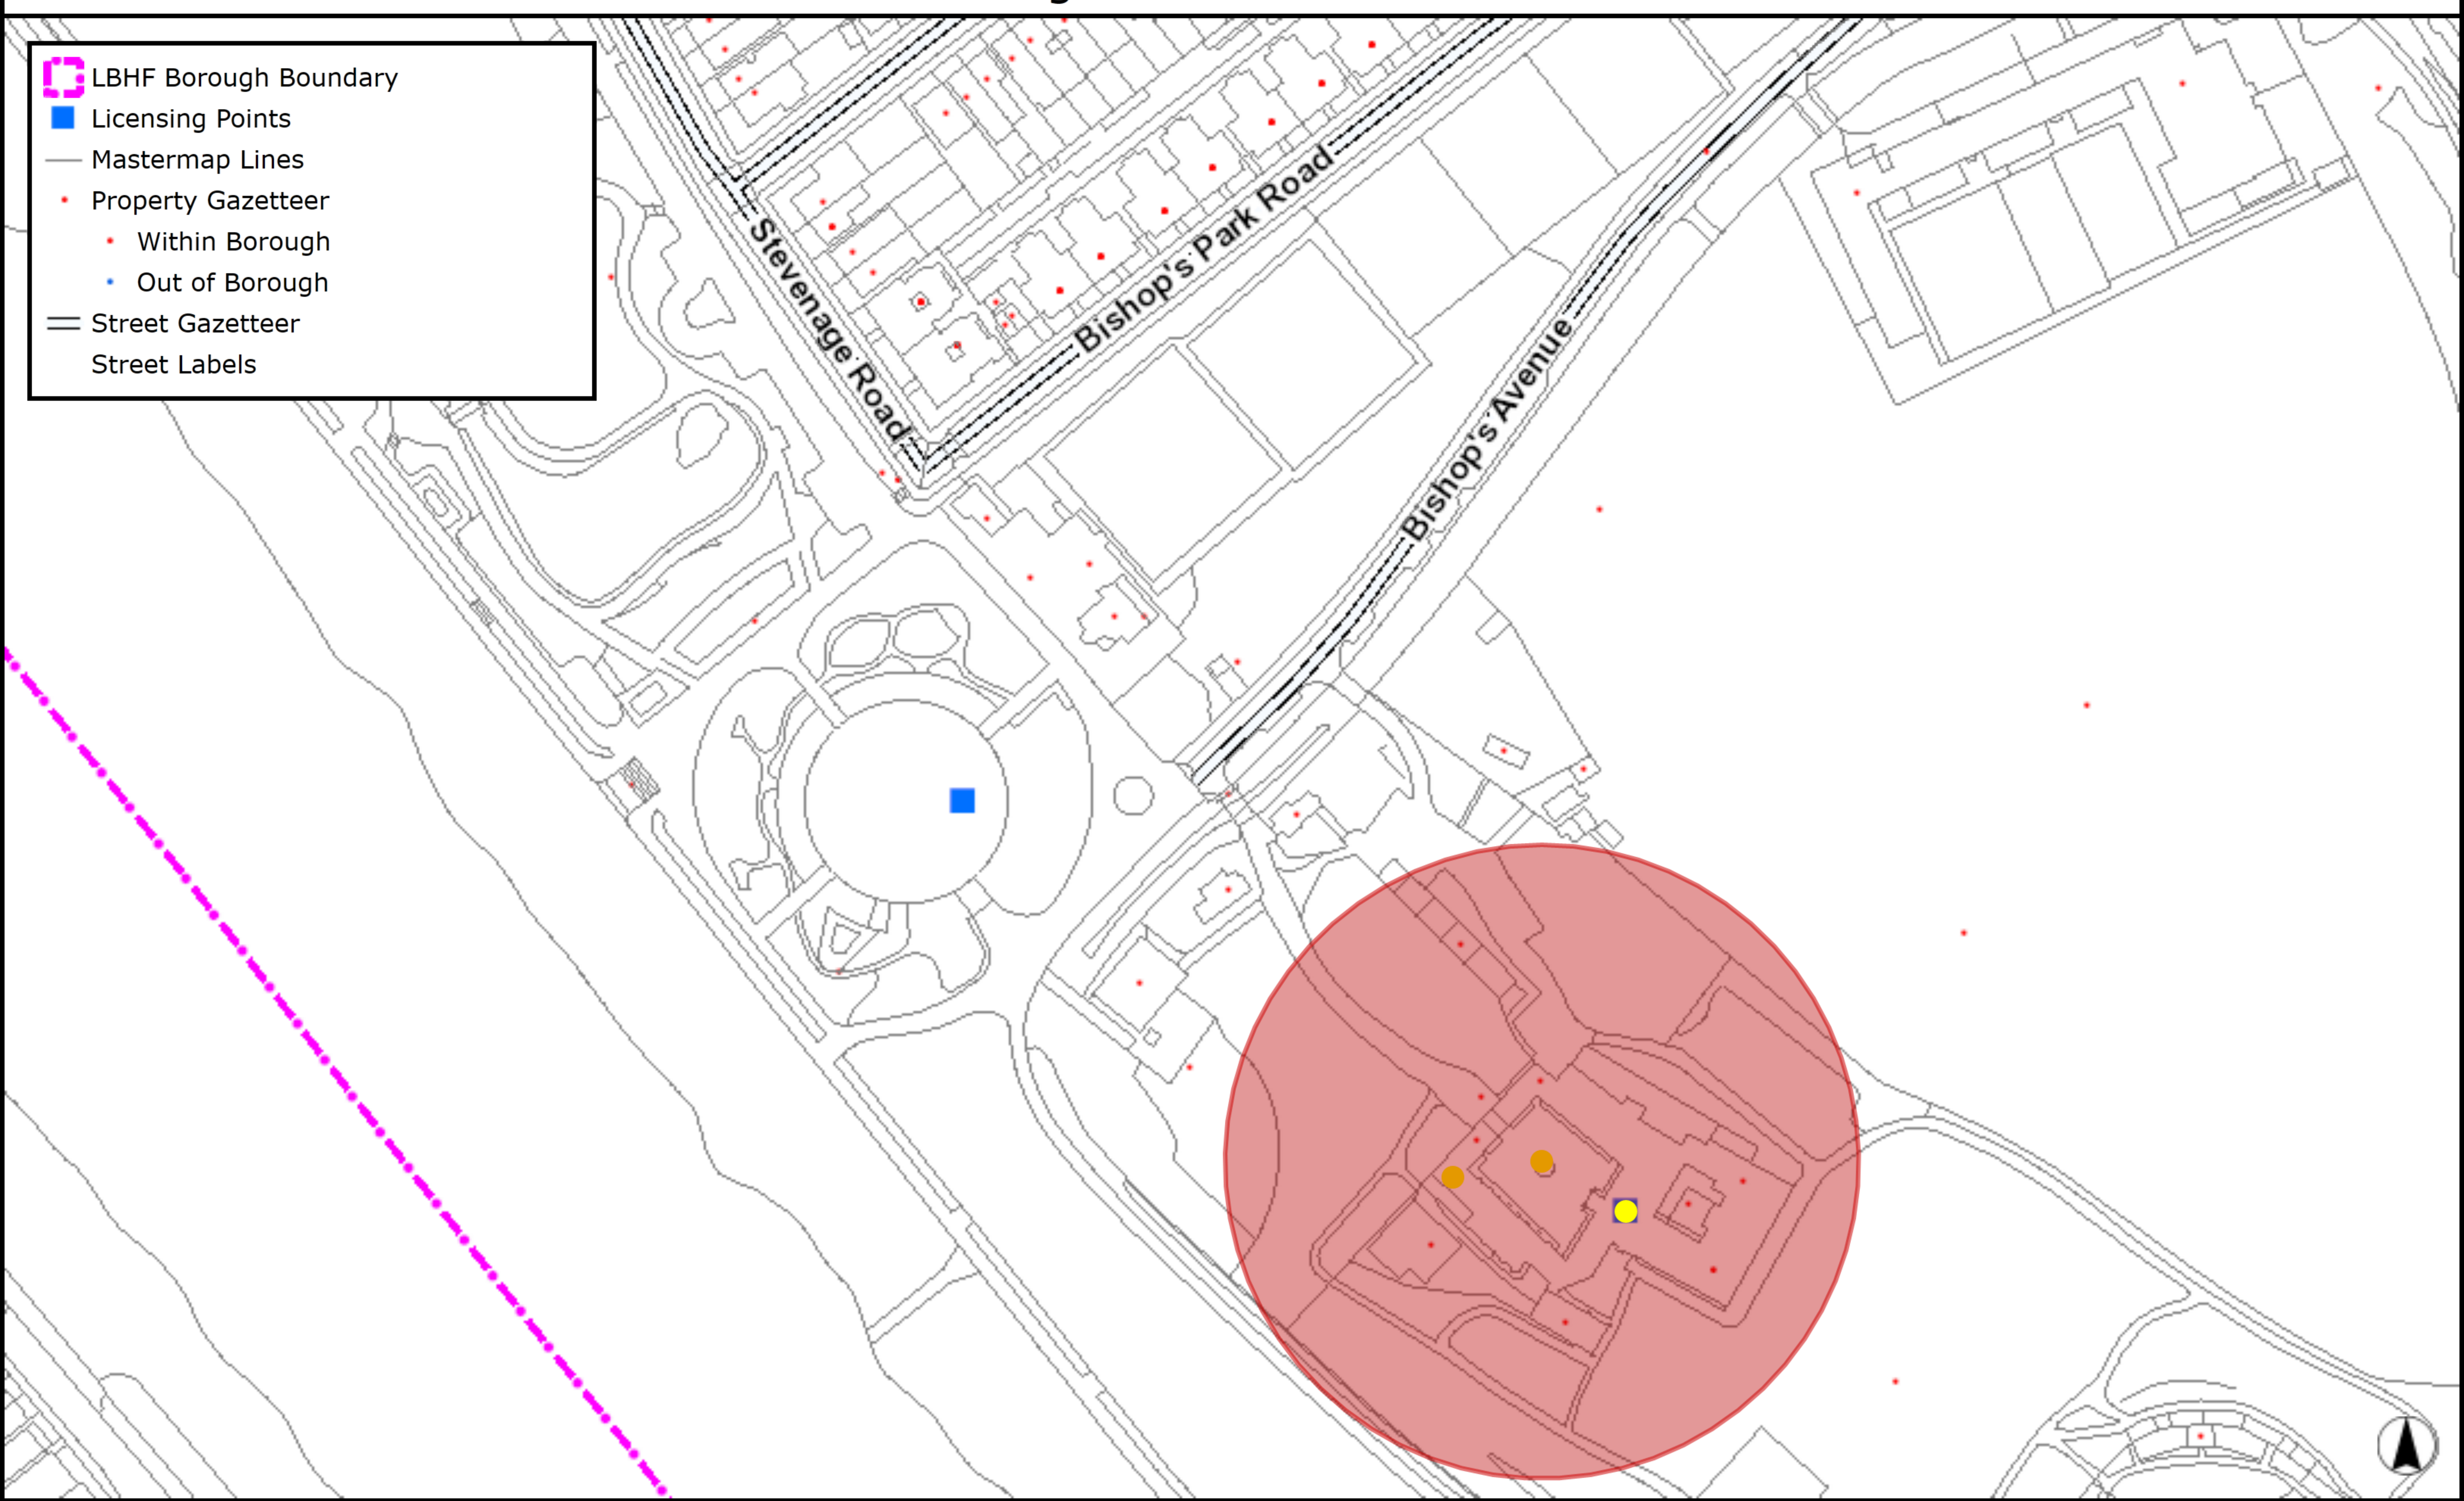 LBHF Borough Boundary
Licensing Points
Mastermap Lines
Property Gazetteer
Within Borough
Out of Borough
Street Gazetteer
Street Labels
Stevenage Road
Bishop's Park Road
Bishop's Avenue